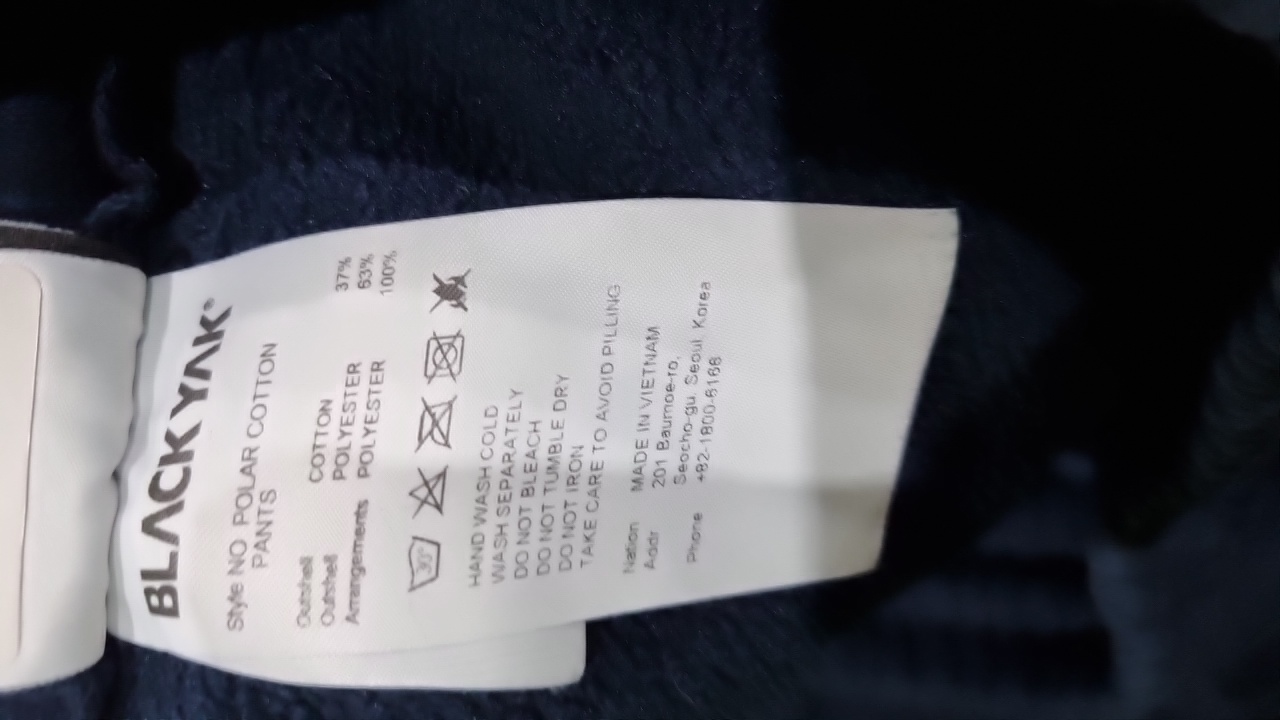 BLACKYAK®
Style NO POLAR COTTON
PANTS
Outshell COTTON 37%
Outshell POLYESTER 63%
Arrangements POLYESTER 100%
30°
HAND WASH COLD
WASH SEPARATELY
DO NOT BLEACH
DO NOT TUMBLE DRY
DO NOT IRON
TAKE CARE TO AVOID PILLING
Nation MADE IN VIETNAM
Addr 201 Baumoe-ro,
Seocho-gu, Seoul, Korea
Phone +82-1800-6168